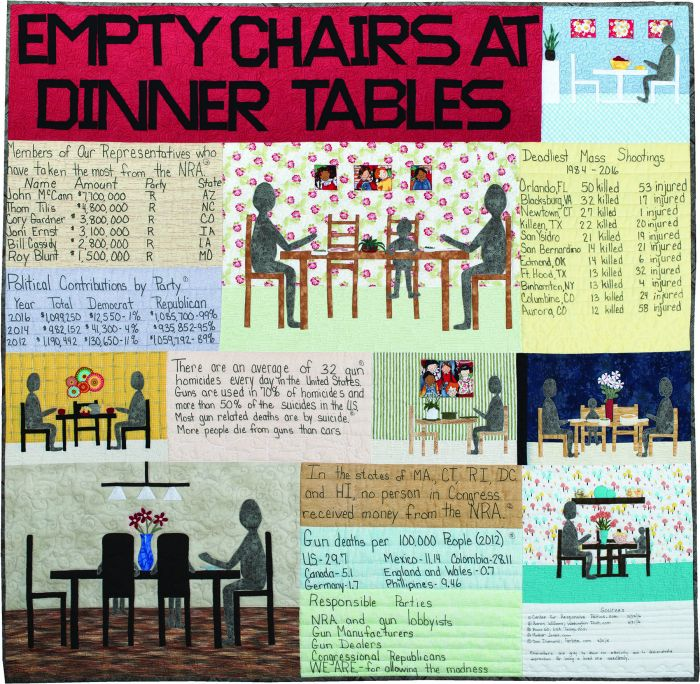 EMPTY CHAIRS AT
DINNER TABLES
Members of Our Representatives who
have taken the most from the NRA.
Name Amount Party State
John McCann $7,700,000 R AZ
Thom Tilis $4,800,000 R NC
Cory Gardner $3,800,000 R CO
Joni Ernst $3,100,000 R IA
Bill Cassidy $2,800,000 R LA
Roy Blunt $1,500,000 R MO
Political Contributions by Party
Year Total Democrat Republican
2016 $1,099,250 $12,550-1% $1,085,700-99%
2014 $982,152 $41,300-4% $935,852-95%
2012 $1,190,442 $130,650-11% $1,059,792-89%
Deadliest Mass Shootings
1984 - 2016
Orlando, FL 50 killed 53 injured
Blacksburg, VA 32 killed 17 injured
Newtown, CT 27 killed 1 injured
Killeen, TX 22 killed 20 injured
San Isidro 21 killed 19 injured
San Bernardino 14 killed 21 injured
Edmond, OK 14 killed 6 injured
Ft. Hood, TX 13 killed 32 injured
Binhamton, NY 13 killed 4 injured
Columbine, CO 13 killed 24 injured
Aurora, CO 12 killed 58 injured
There are an average of 32 gun
homicides every day in the United States.
Guns are used in 70% of homicides and
more than 50% of the suicides in the US.
Most gun related deaths are by suicide.
More people die from guns than cars.
In the states of MA, CT, RI, DC
and HI, no person in Congress
received money from the NRA.
Gun deaths per 100,000 People (2012)
US-29.7 Mexico-11.14 Colombia-28.11
Canada-5.1 England and Wales-0.7
Germany-1.7 Phillipines-9.46
Responsible Parties
NRA and gun lobbyists
Gun Manufacturers
Gun Dealers
Congressional Republicans
WE ARE-for allowing the madness
Sources